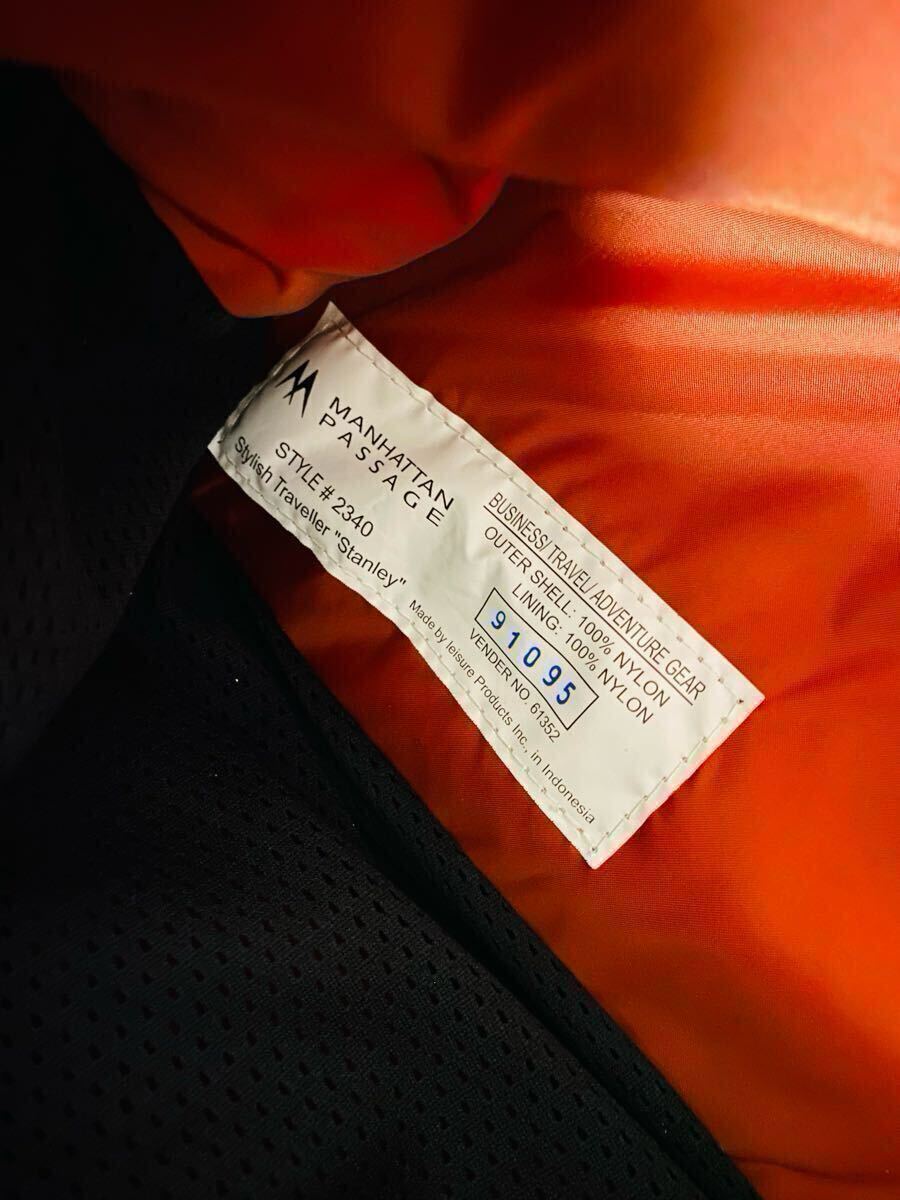 MANHATTAN
PASSAGE
STYLE # 2340
Stylish Traveller "Stanley"
BUSINESS/TRAVEL/ADVENTURE GEAR
OUTER SHELL: 100% NYLON
LINING: 100% NYLON
91095
VENDER NO. 61352
Made by leisure Products Inc., in Indonesia